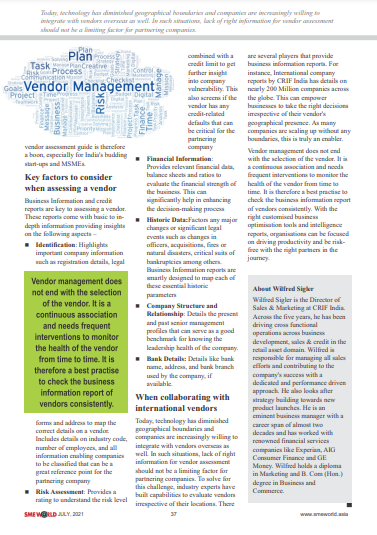 Today, technology has diminished geographical boundaries and companies are increasingly willing to
integrate with vendors overseas as well. In such situations, lack of right information for vendor assessment
should not be a limiting factor for partnering companies.
Plan
Plan
Task
Risk
Process
Creative
Communication
Checklist
Goals
Control
Manage
Vendor Management
Project
Risk
Time
Message
Business
vendor assessment guide is therefore
a boon, especially for India's budding
start-ups and MSMEs.
Key factors to consider
when assessing a vendor
Business Information and credit
reports are key to assessing a vendor.
These reports come with basic to in-
depth information providing insights
on the following aspects -
Identification: Highlights
important company information
such as registration details, legal
Vendor management does
not end with the selection
of the vendor. It is a
continuous association
and needs frequent
interventions to monitor
the health of the vendor
from time to time. It is
therefore a best practise
to check the business
information report of
vendors consistently.
forms and address to map the
correct details on a vendor.
Includes details on industry code,
number of employees, and all
information enabling companies
to be classified that can be a
great reference point for the
partnering company
Risk Assessment: Provides a
rating to understand the risk level
combined with a
credit limit to get
further insight
into company
vulnerability. This
also screens if the
vendor has any
credit-related
defaults that can
be critical for the
partnering
company
Financial Information:
Provides relevant financial data,
balance sheets and ratios to
evaluate the financial strength of
the business. This can
significantly help in enhancing
the decision-making process
Historic Data:Factors any major
changes or significant legal
events such as changes in
officers, acquisitions, fires or
natural disasters, critical suits of
bankruptcies among others.
Business Information reports are
smartly designed to map each of
these essential historic
parameters
Company Structure and
Relationship: Details the present
and past senior management
profiles that can serve as a good
benchmark for knowing the
leadership health of the company.
Bank Details: Details like bank
name, address, and bank branch
used by the company, if
available.
When collaborating with
international vendors
Today, technology has diminished
geographical boundaries and
companies are increasingly willing to
integrate with vendors overseas as
well. In such situations, lack of right
information for vendor assessment
should not be a limiting factor for
partnering companies. To solve for
this challenge, industry experts have
built capabilities to evaluate vendors
irrespective of their locations. There
are several players that provide
business information reports. For
instance, International company
reports by CRIF India has details on
nearly 200 Million companies across
the globe. This can empower
businesses to take the right decisions
irrespective of their vendor's
geographical presence. As many
companies are scaling up without any
boundaries, this is truly an enabler.
Vendor management does not end
with the selection of the vendor. It is
a continuous association and needs
frequent interventions to monitor the
health of the vendor from time to
time. It is therefore a best practise to
check the business information report
of vendors consistently. With the
right customised business
optimisation tools and intelligence
reports, organisations can be focused
on driving productivity and be risk-
free with the right partners in the
journey.
About Wilfred Sigler
Wilfred Sigler is the Director of
Sales & Marketing at CRIF India.
Across the five years, he has been
driving cross functional
operations across business
development, sales & credit in the
retail asset domain. Wilfred is
responsible for managing all sales
efforts and contributing to the
company's success with a
dedicated and performance driven
approach. He also looks after
strategy building towards new
product launches. He is an
eminent business manager with a
career span of almost two
decades and has worked with
renowned financial services
companies like Experian, AIG
Consumer Finance and GE
Money. Wilfred holds a diploma
in Marketing and B. Com (Hon.)
degree in Business and
Commerce.
SME WORLD JULY, 2021
37
www.smeworld.asia